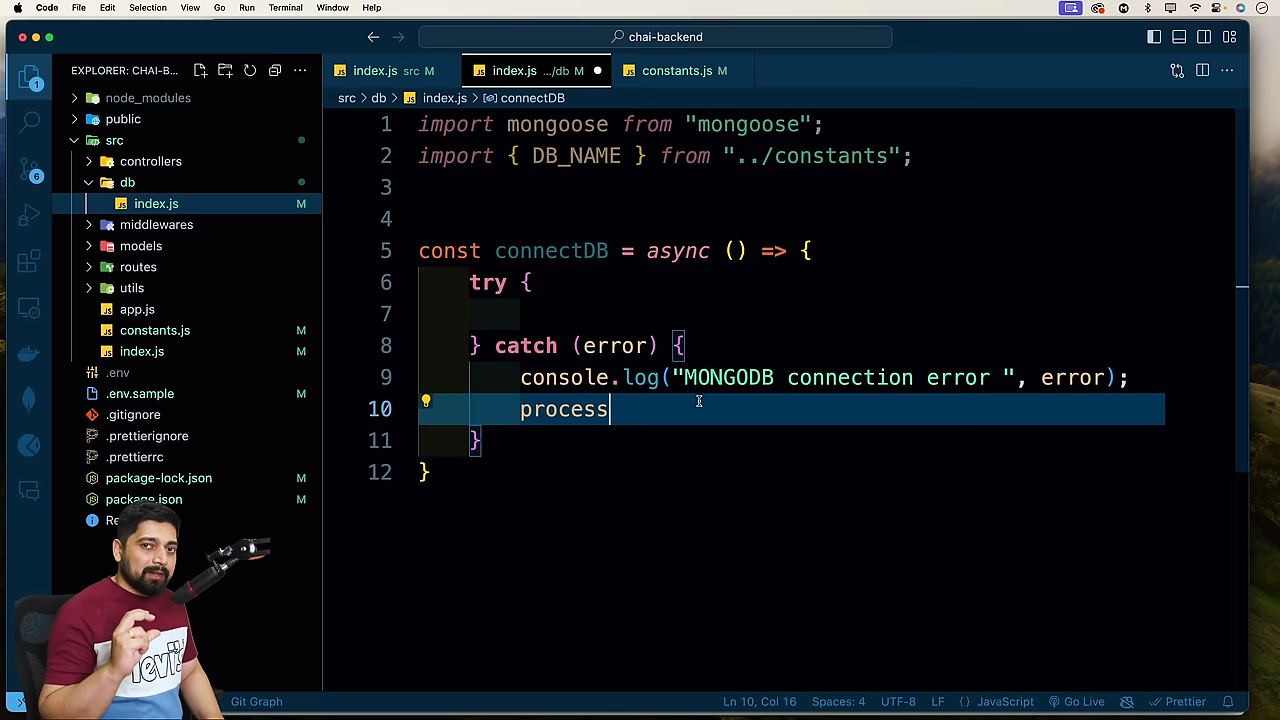 Code File Edit Selection View Go Run Terminal Window Help
chai-backend
EXPLORER: CHAI-B...
index.js src M
index.js .../db M
constants.js M
src > db > index.js > connectDB
node_modules
public
src
controllers
db
index.js M
middlewares
models
routes
utils
app.js
constants.js M
index.js M
.env
.env.sample M
.gitignore
.prettierignore
.prettierrc
package-lock.json M
package.json M
1
6
1 import mongoose from "mongoose";
2 import { DB_NAME } from "../constants";
3
4
5 const connectDB = async () => {
6 try {
7
8 } catch (error) {
9 console.log("MONGODB connection error ", error);
10 process
11 }
12 }
Levi's
Git Graph
Ln 10, Col 16 Spaces: 4 UTF-8 LF {} JavaScript Go Live Prettier